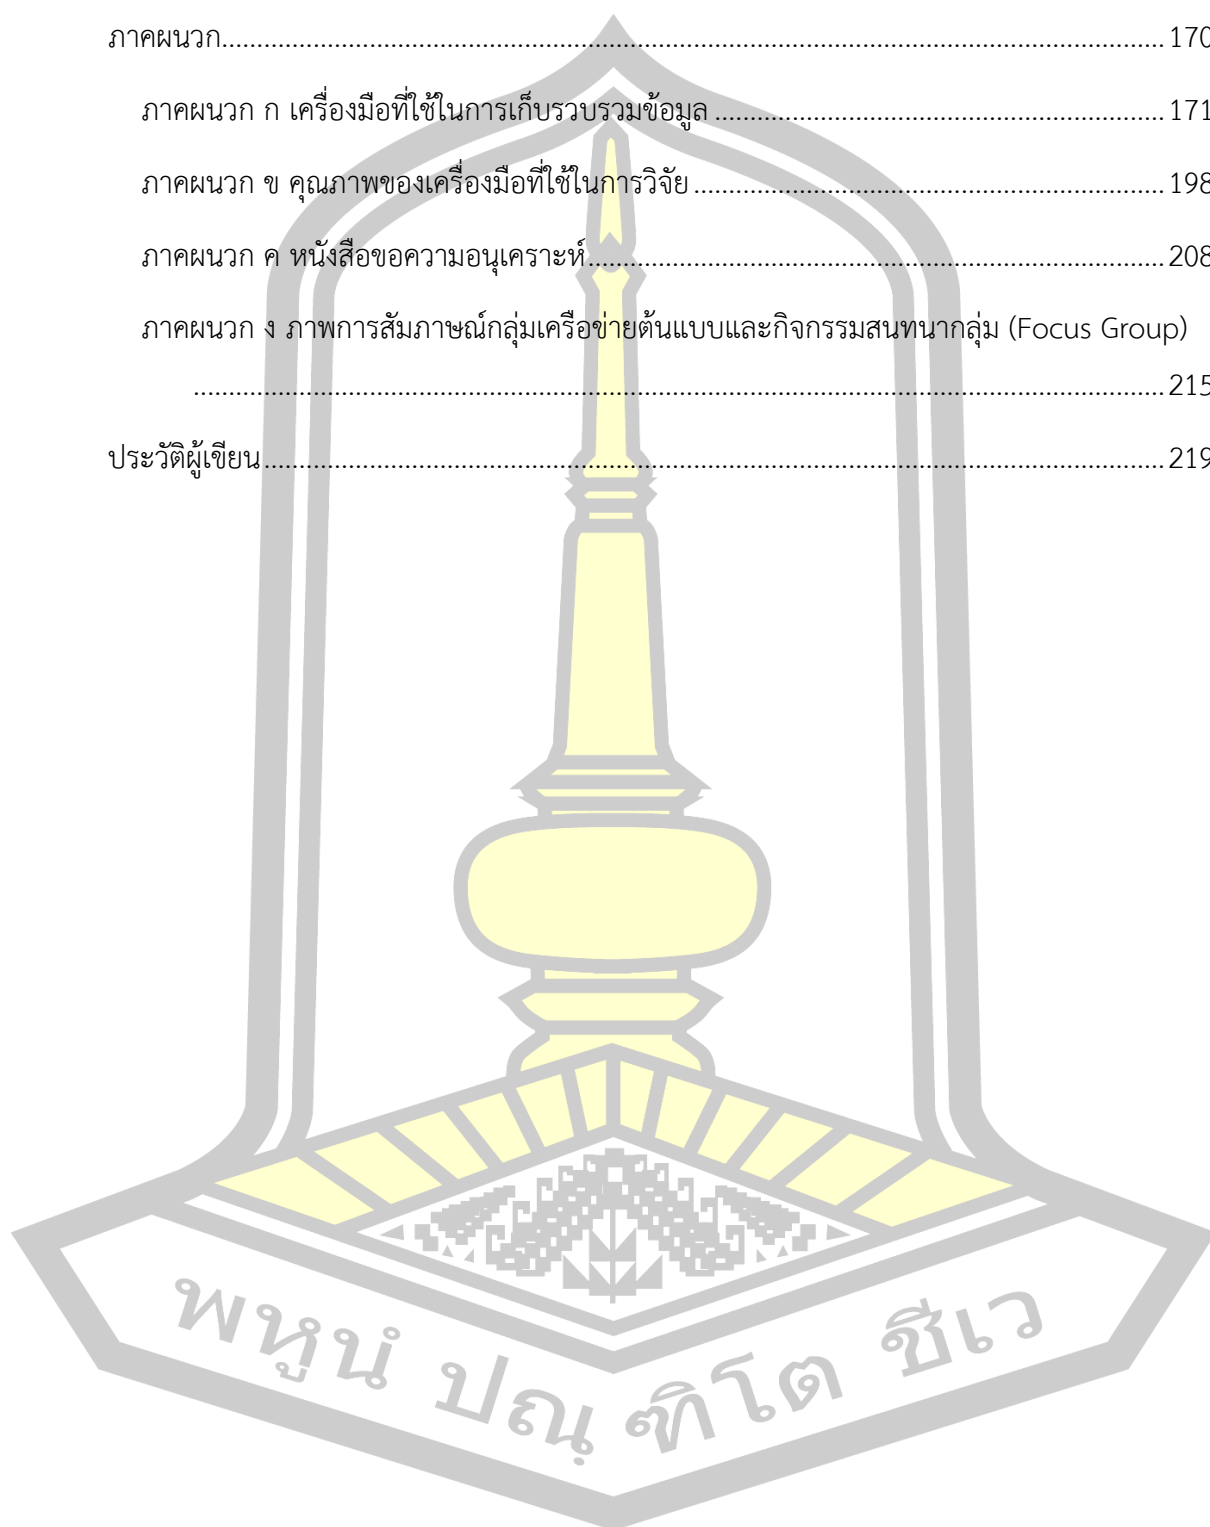 ภาคผนวก.......................................................................................................................................170
ภาคผนวก ก เครื่องมือที่ใช้ในการเก็บรวบรวมข้อมูล................................................................171
ภาคผนวก ข คุณภาพของเครื่องมือที่ใช้ในการวิจัย...................................................................198
ภาคผนวก ค หนังสือขอความอนุเคราะห์..................................................................................208
ภาคผนวก ง ภาพการสัมภาษณ์กลุ่มเครือข่ายต้นแบบและกิจกรรมสนทนากลุ่ม (Focus Group)
...........................................................................................................................................215
ประวัติผู้เขียน.................................................................................................................................219
พหูนํ ปณฺฑิโต ชีเว